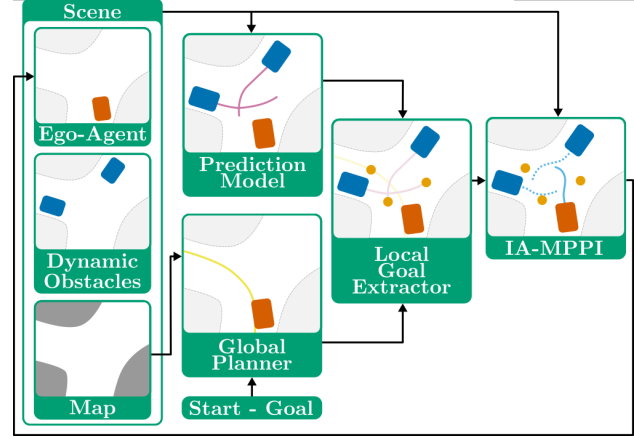 Scene
Ego-Agent
Dynamic
Obstacles
Map
Prediction
Model
Global
Planner
Start - Goal
Local
Goal
Extractor
IA-MPPI